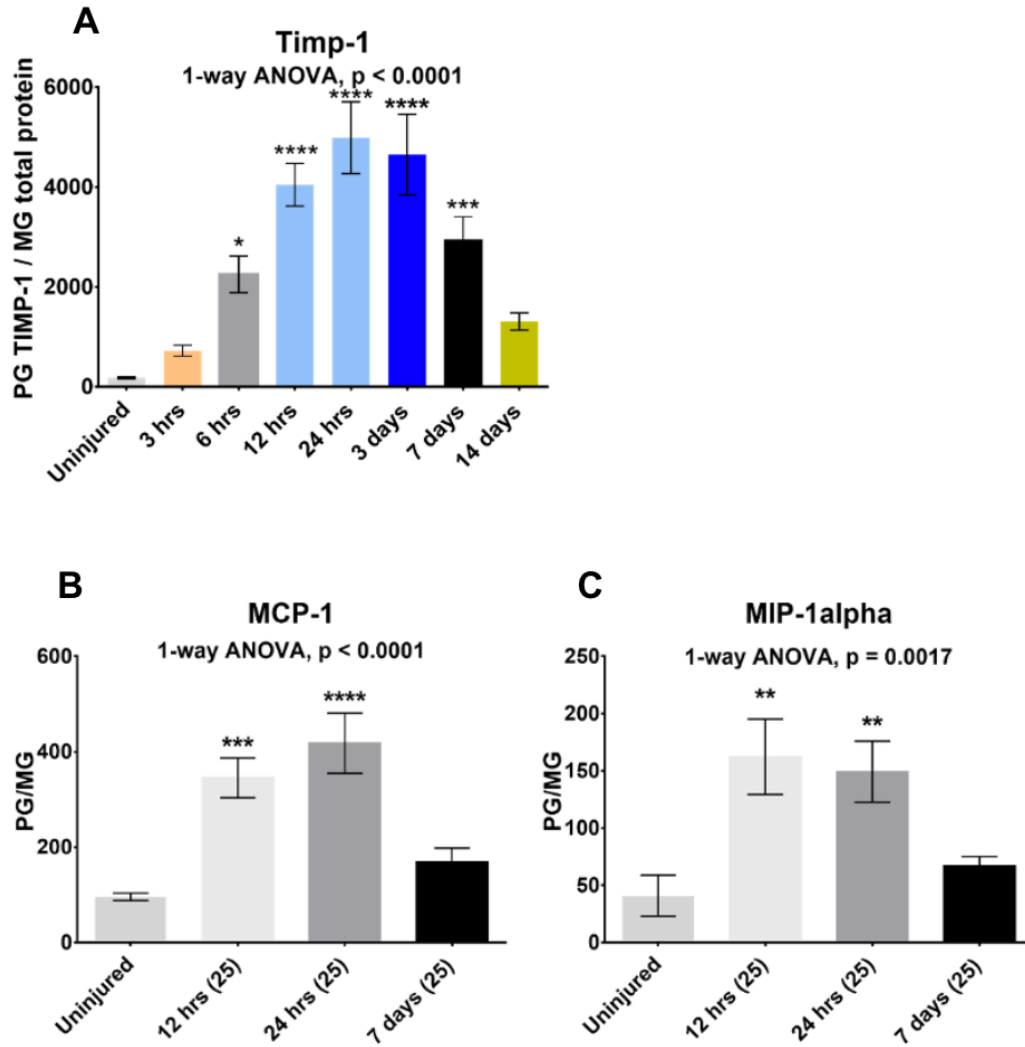 A
Timp-1
1-way ANOVA, p < 0.0001
PG TIMP-1 / MG total protein
6000
4000
2000
0
*
****
****
****
***
Uninjured
3 hrs
6 hrs
12 hrs
24 hrs
3 days
7 days
14 days
B
MCP-1
1-way ANOVA, p < 0.0001
PG/MG
600
400
200
0
***
****
Uninjured
12 hrs (25)
24 hrs (25)
7 days (25)
C
MIP-1alpha
1-way ANOVA, p = 0.0017
PG/MG
250
200
150
100
50
0
**
**
Uninjured
12 hrs (25)
24 hrs (25)
7 days (25)